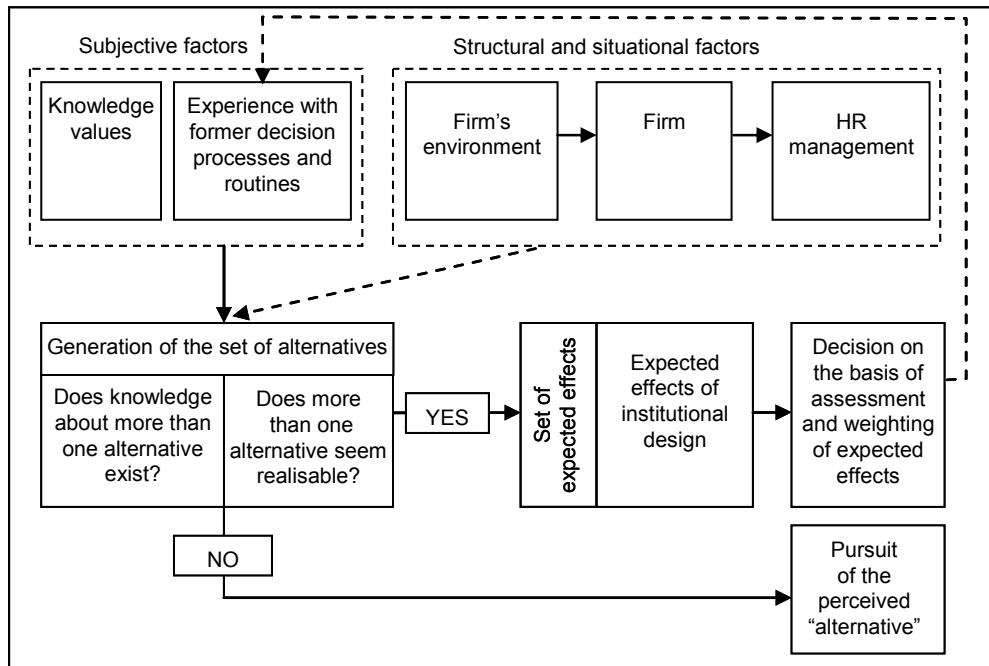 Subjective factors
Structural and situational factors
Knowledge
values
Experience with
former decision
processes and
routines
Firm's
environment
Firm
HR
management
Generation of the set of alternatives
Does knowledge
about more than
one alternative
exist?
Does more
than one
alternative seem
realisable?
YES
Set of
expected effects
Expected
effects of
institutional
design
Decision on
the basis of
assessment
and weighting
of expected
effects
NO
Pursuit
of the
perceived
“alternative”